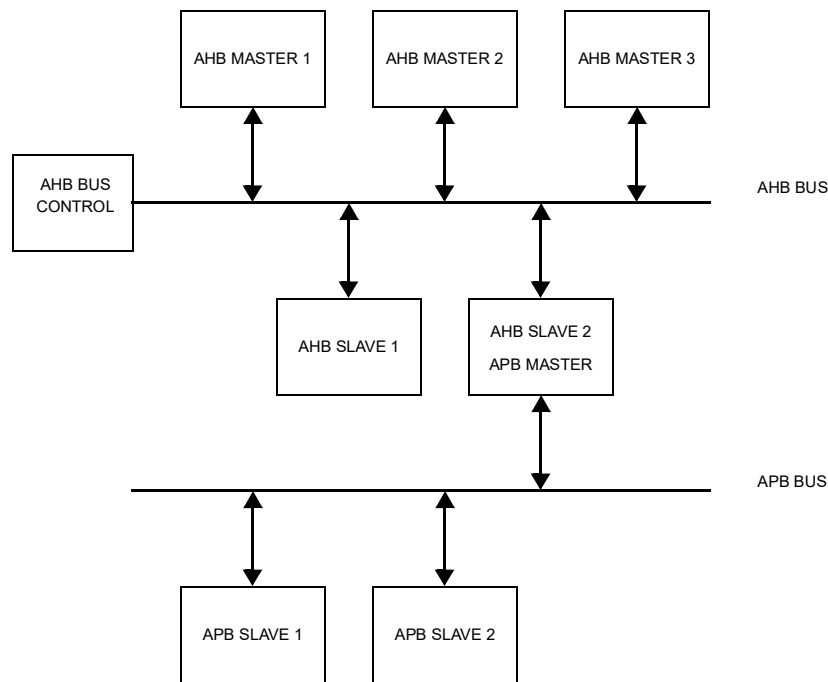 AHB MASTER 1
AHB MASTER 2
AHB MASTER 3
AHB BUS
CONTROL
AHB BUS
AHB SLAVE 1
AHB SLAVE 2
APB MASTER
APB BUS
APB SLAVE 1
APB SLAVE 2